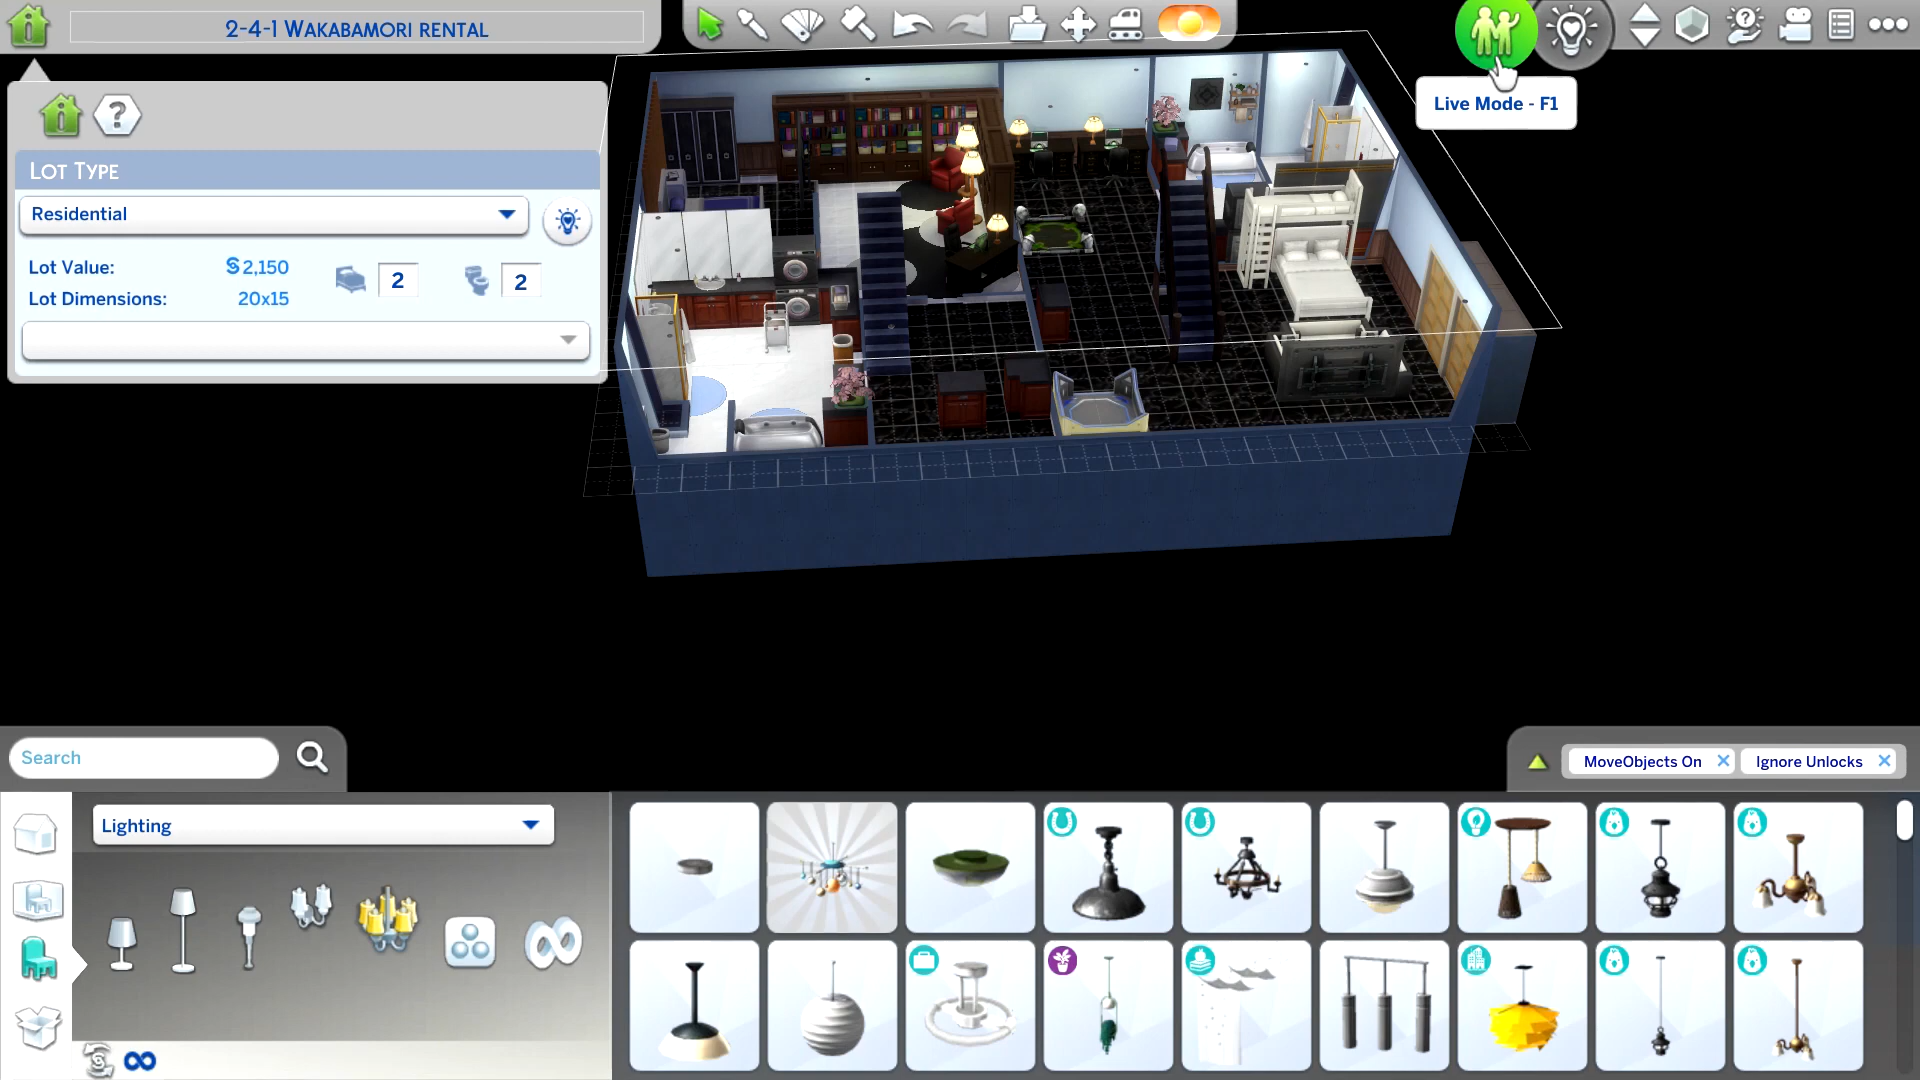 2-4-1 WAKABAMORI RENTAL
Live Mode - F1
LOT TYPE
Residential
Lot Value: §2,150
2
2
Lot Dimensions: 20x15
Search
MoveObjects On
Ignore Unlocks
Lighting